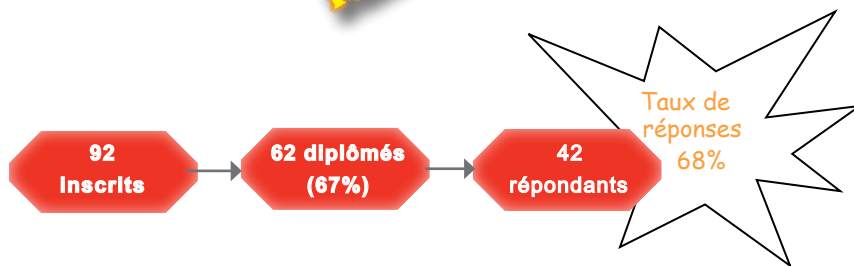 92
inscrits
62 diplômés
(67%)
42
répondants
Taux de
réponses
68%